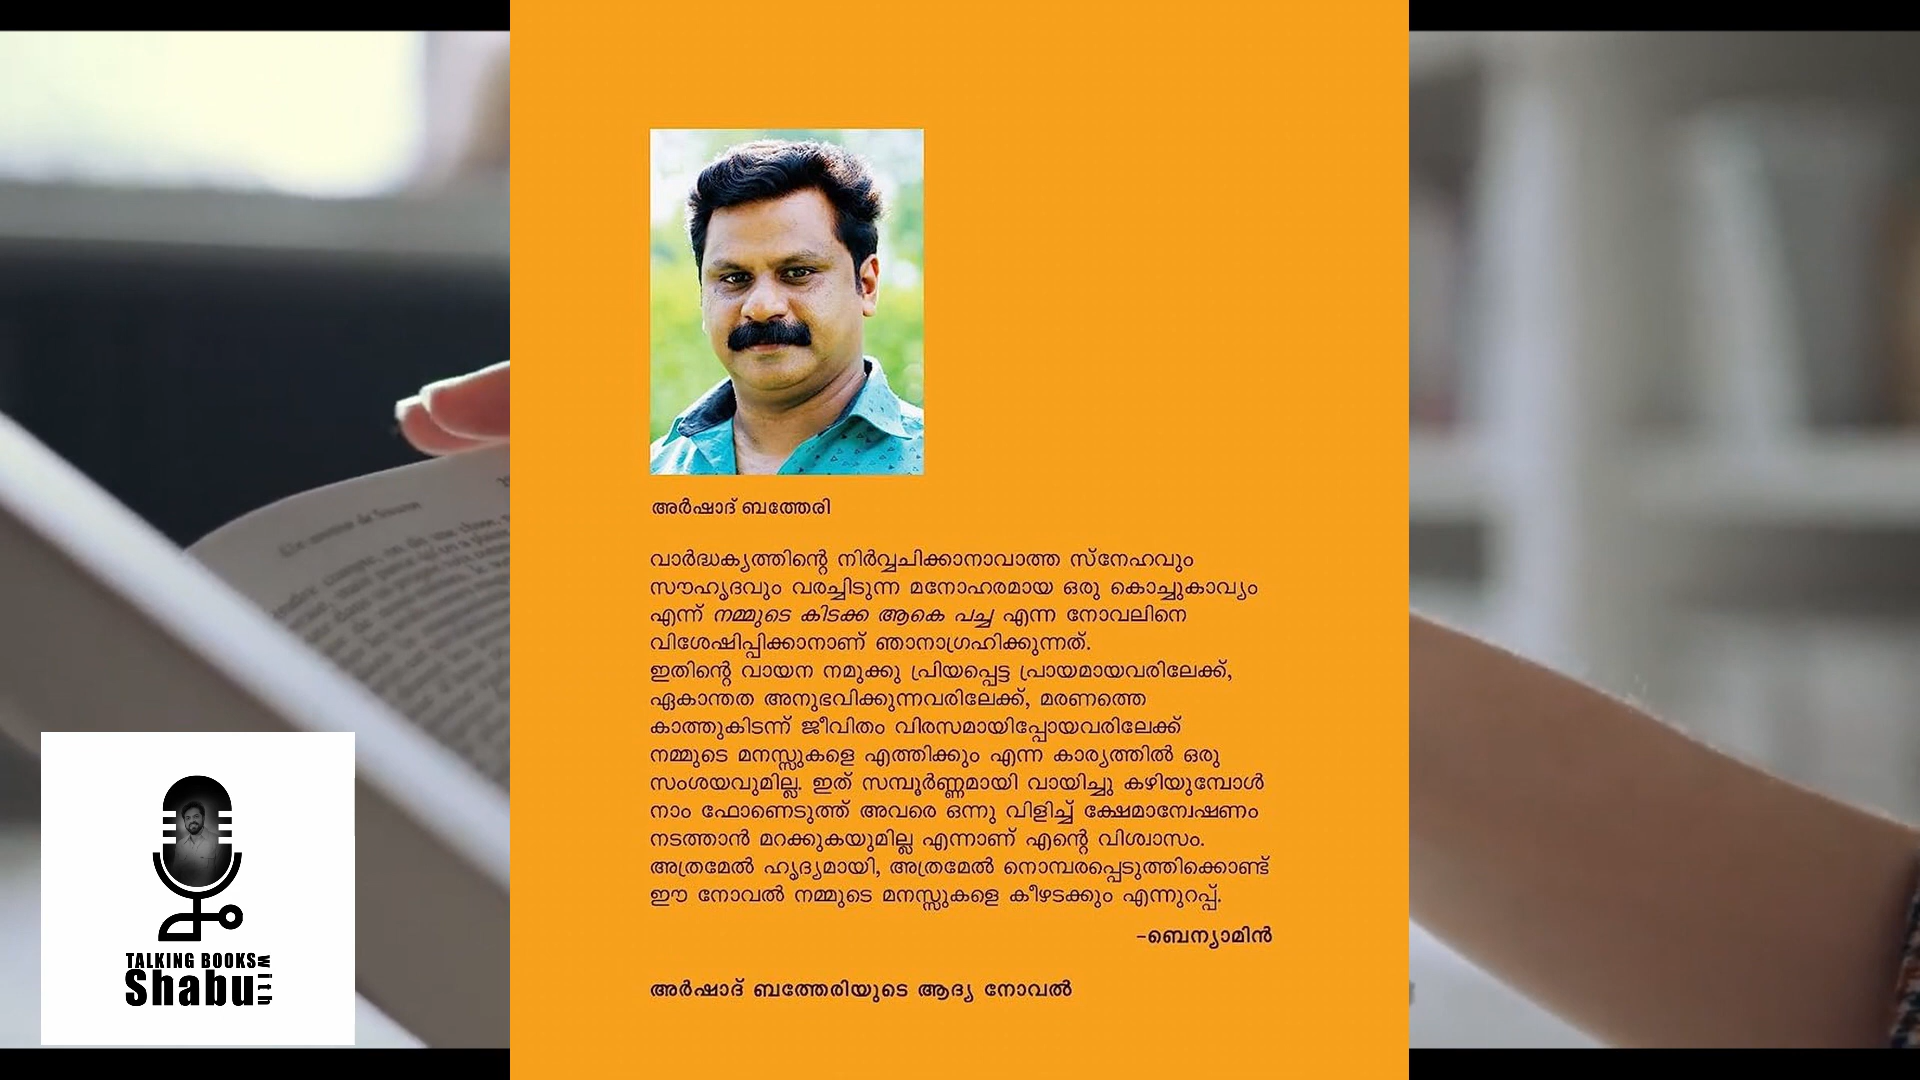 അർഷാദ് ബത്തേരി
വാർദ്ധക്യത്തിന്റെ നിർവ്വചിക്കാനാവാത്ത സ്നേഹവും
സൗഹൃദവും വരച്ചിടുന്ന മനോഹരമായ ഒരു കൊച്ചുകാവ്യം
എന്ന് നമ്മുടെ കിടക്ക ആകെ പച്ച എന്ന നോവലിനെ
വിശേഷിപ്പിക്കാനാണ് ഞാനാഗ്രഹിക്കുന്നത്.
ഇതിന്റെ വായന നമുക്കു പ്രിയപ്പെട്ട പ്രായമായവരിലേക്ക്,
ഏകാന്തത അനുഭവിക്കുന്നവരിലേക്ക്, മരണത്തെ
കാത്തുകിടന്ന് ജീവിതം വിരസമായിപ്പോയവരിലേക്ക്
നമ്മുടെ മനസ്സുകളെ എത്തിക്കും എന്ന കാര്യത്തിൽ ഒരു
സംശയവുമില്ല. ഇത് സമ്പൂർണ്ണമായി വായിച്ചു കഴിയുമ്പോൾ
നാം ഫോണെടുത്ത് അവരെ ഒന്നു വിളിച്ച് ക്ഷേമാന്വേഷണം
നടത്താൻ മറക്കുകയുമില്ല എന്നാണ് എന്റെ വിശ്വാസം.
അത്രമേൽ ഹൃദ്യമായി, അത്രമേൽ നൊമ്പരപ്പെടുത്തിക്കൊണ്ട്
ഈ നോവൽ നമ്മുടെ മനസ്സുകളെ കീഴടക്കും എന്നുറപ്പ്.
-ബെന്യാമിൻ
അർഷാദ് ബത്തേരിയുടെ ആദ്യ നോവൽ
TALKING BOOKS
with
Shabu